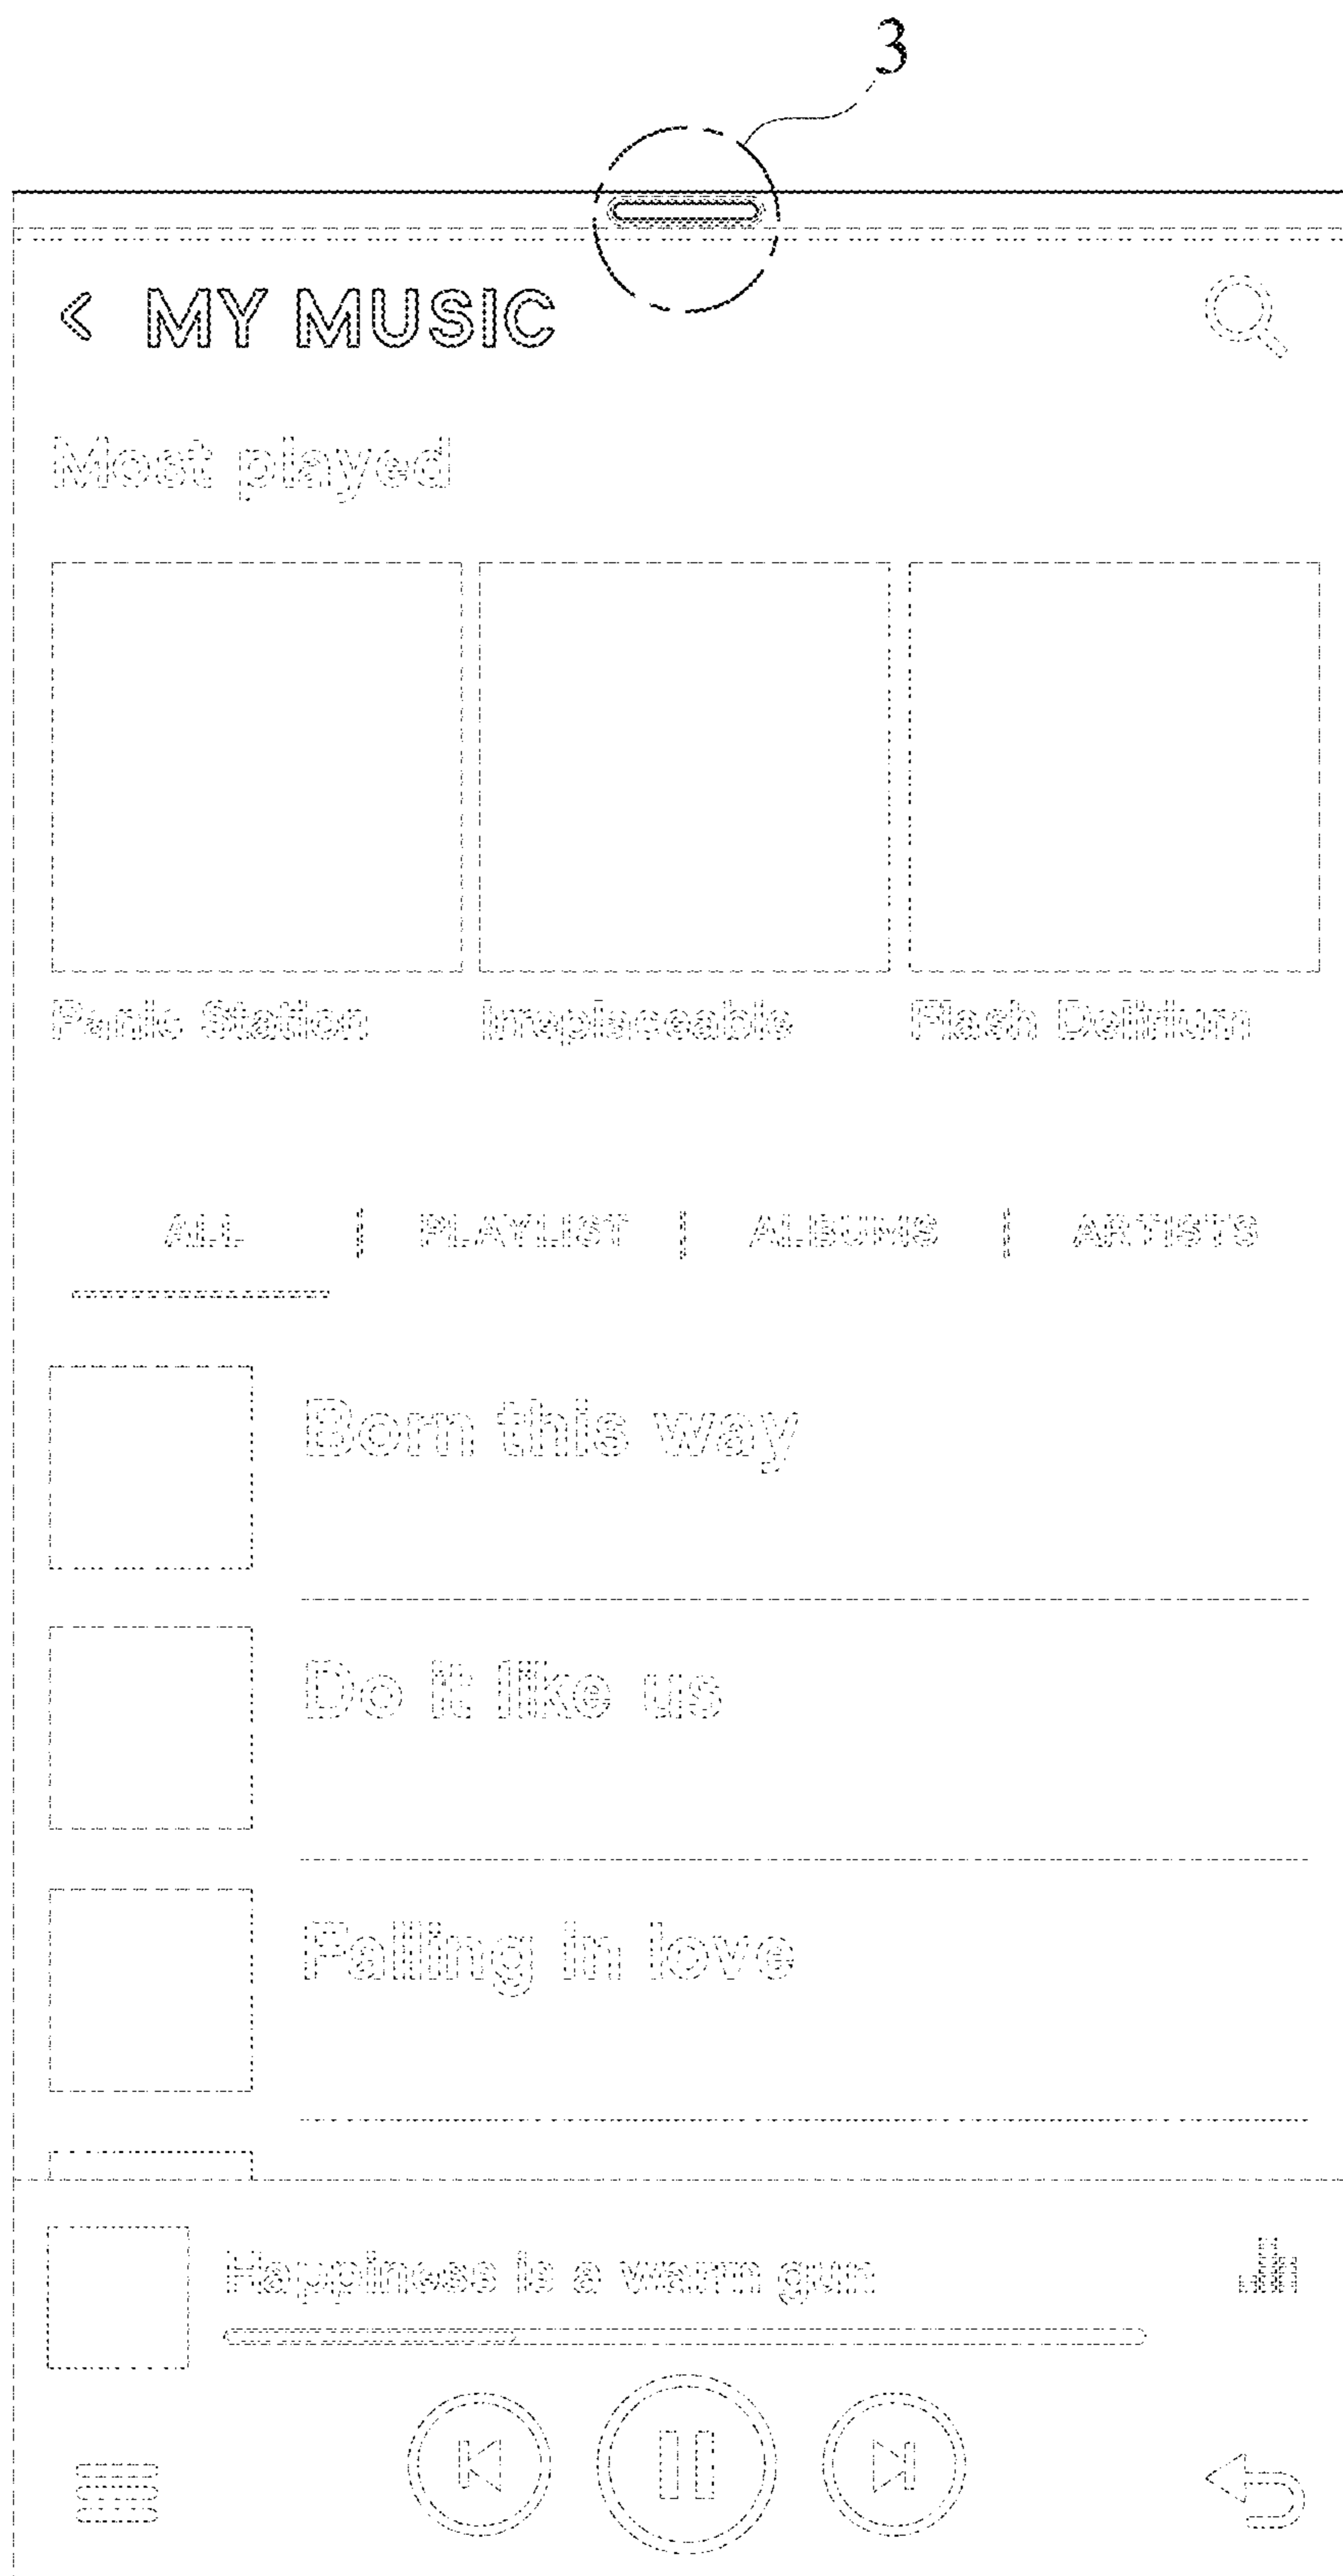 3
MY MUSIC
Most played
Panic Station Irreplaceable Flash Delirium
ALL | PLAYLIST | ALBUMS | ARTISTS
Born this way
Do it like us
Falling in love
Happiness is a warm gun